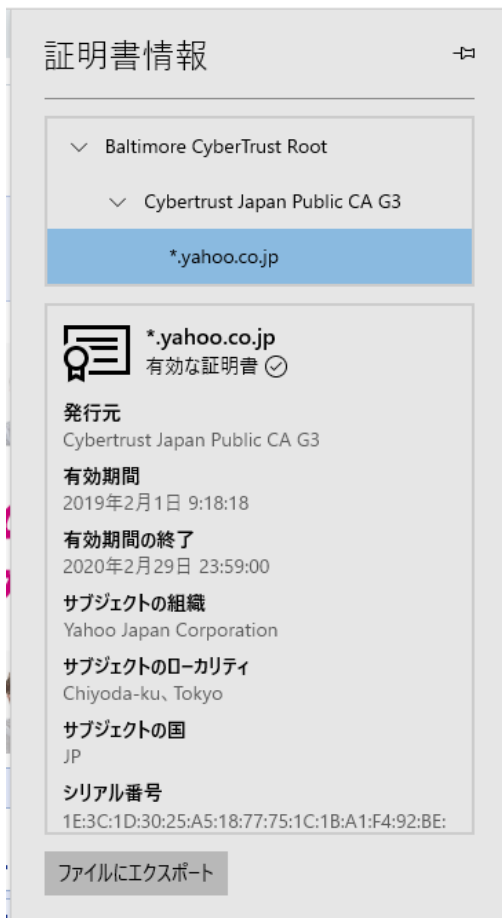 証明書情報
Baltimore CyberTrust Root
Cybertrust Japan Public CA G3
*.yahoo.co.jp
*.yahoo.co.jp
有効な証明書
発行元
Cybertrust Japan Public CA G3
有効期間
2019年2月1日 9:18:18
有効期間の終了
2020年2月29日 23:59:00
サブジェクトの組織
Yahoo Japan Corporation
サブジェクトのローカリティ
Chiyoda-ku、Tokyo
サブジェクトの国
JP
シリアル番号
1E:3C:1D:30:25:A5:18:77:75:1C:1B:A1:F4:92:BE:
ファイルにエクスポート